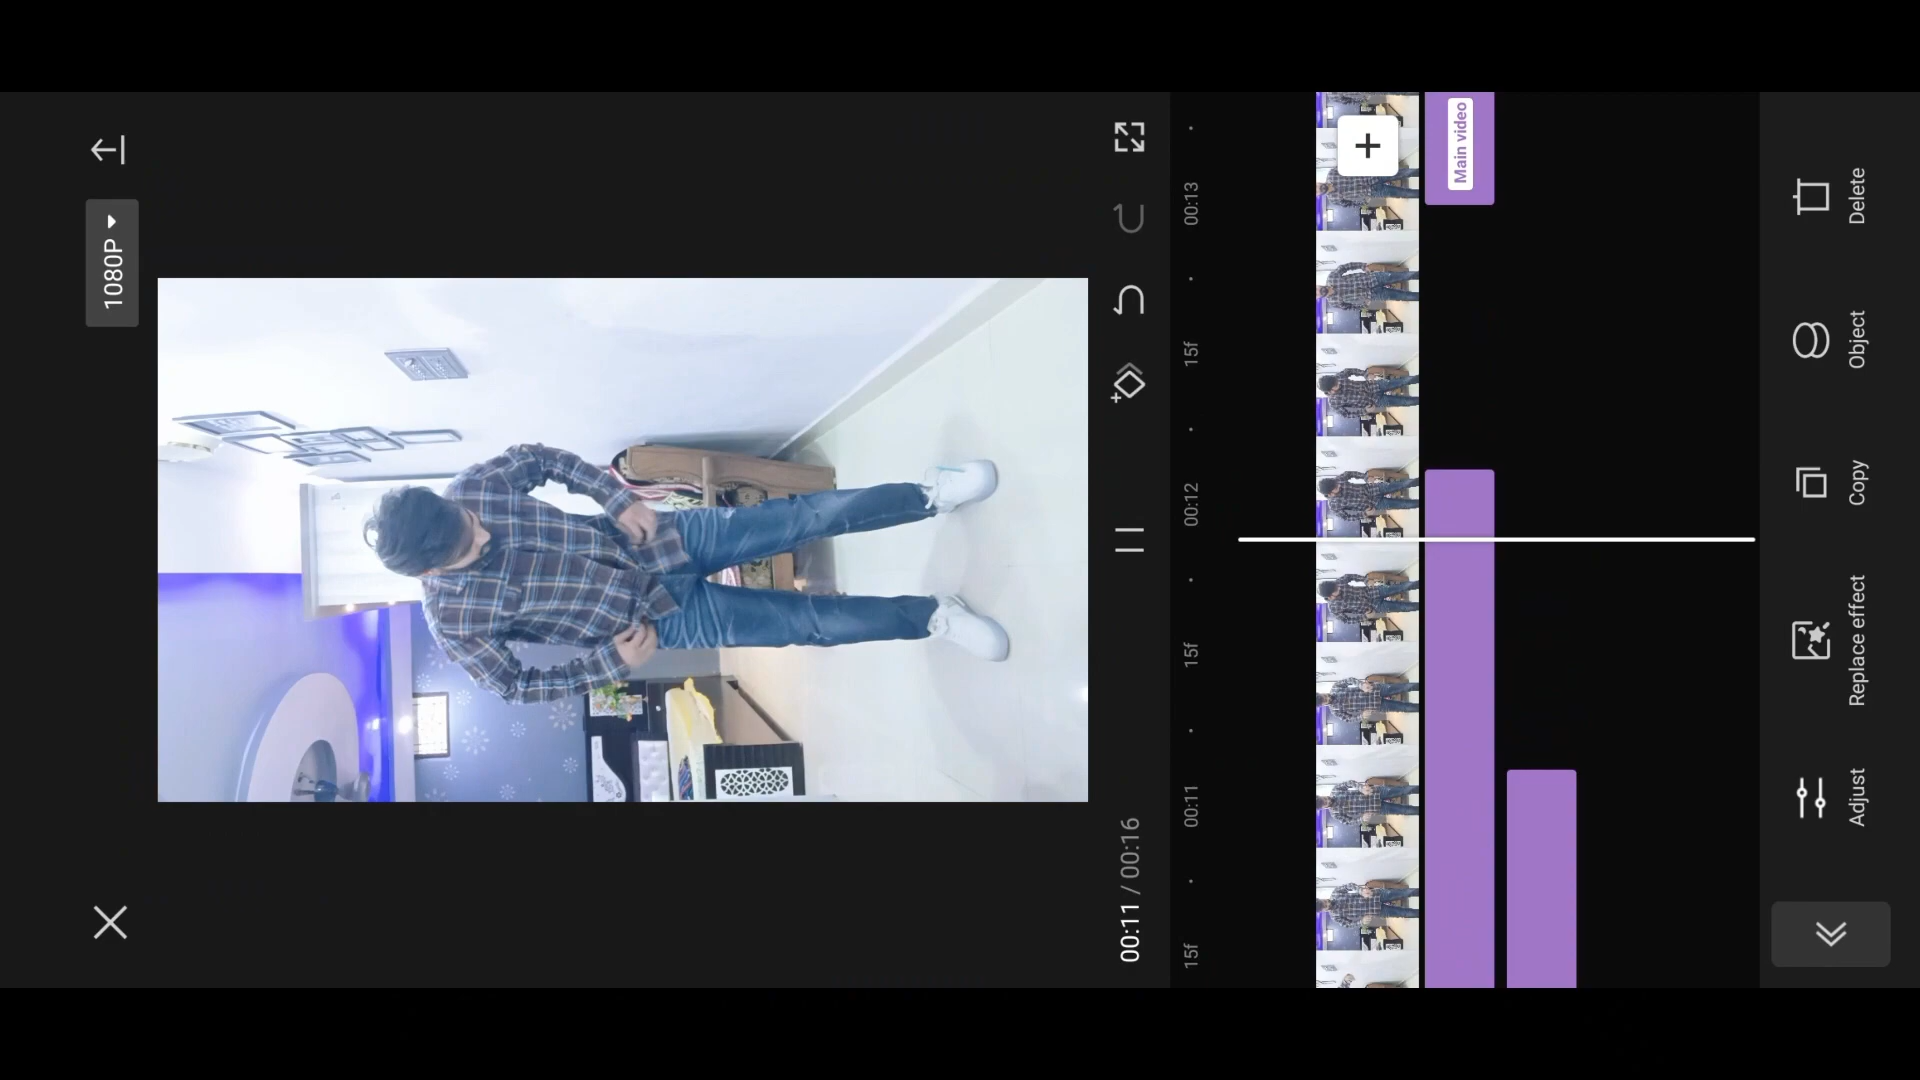 1080P
00:11 / 00:16
15f
00:11
15f
00:12
15f
00:13
Main video
Adjust
Replace effect
Copy
Object
Delete